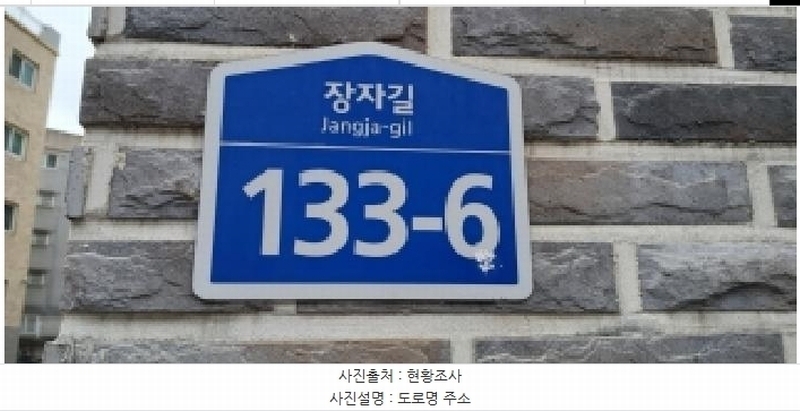 장자길
Jangja-gil
133-6
사진출처 : 현황조사
사진설명 : 도로명 주소